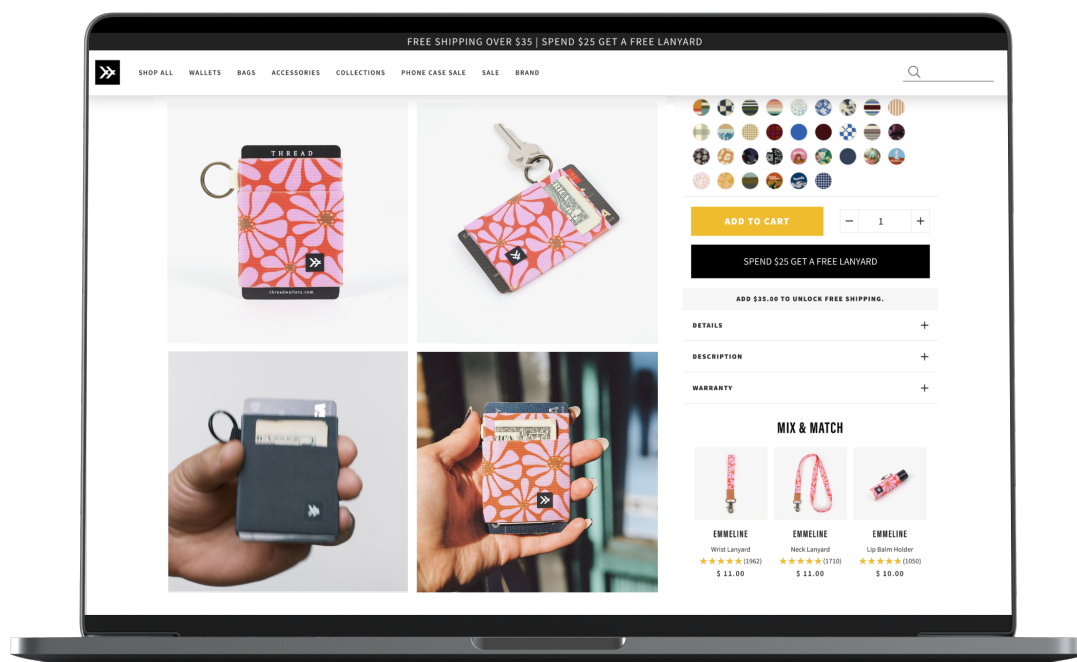 FREE SHIPPING OVER $35 | SPEND $25 GET A FREE LANYARD
SHOP ALL WALLETS BAGS ACCESSORIES COLLECTIONS PHONE CASE SALE SALE BRAND
THREAD
threadwallets.com
ADD TO CART
− 1 +
SPEND $25 GET A FREE LANYARD
ADD $35.00 TO UNLOCK FREE SHIPPING.
DETAILS +
DESCRIPTION +
WARRANTY +
MIX & MATCH
EMMELINE EMMELINE EMMELINE
Wrist Lanyard Neck Lanyard Lip Balm Holder
★★★★★(1962) ★★★★★(1710) ★★★★★(1050)
$ 11.00 $ 11.00 $ 10.00